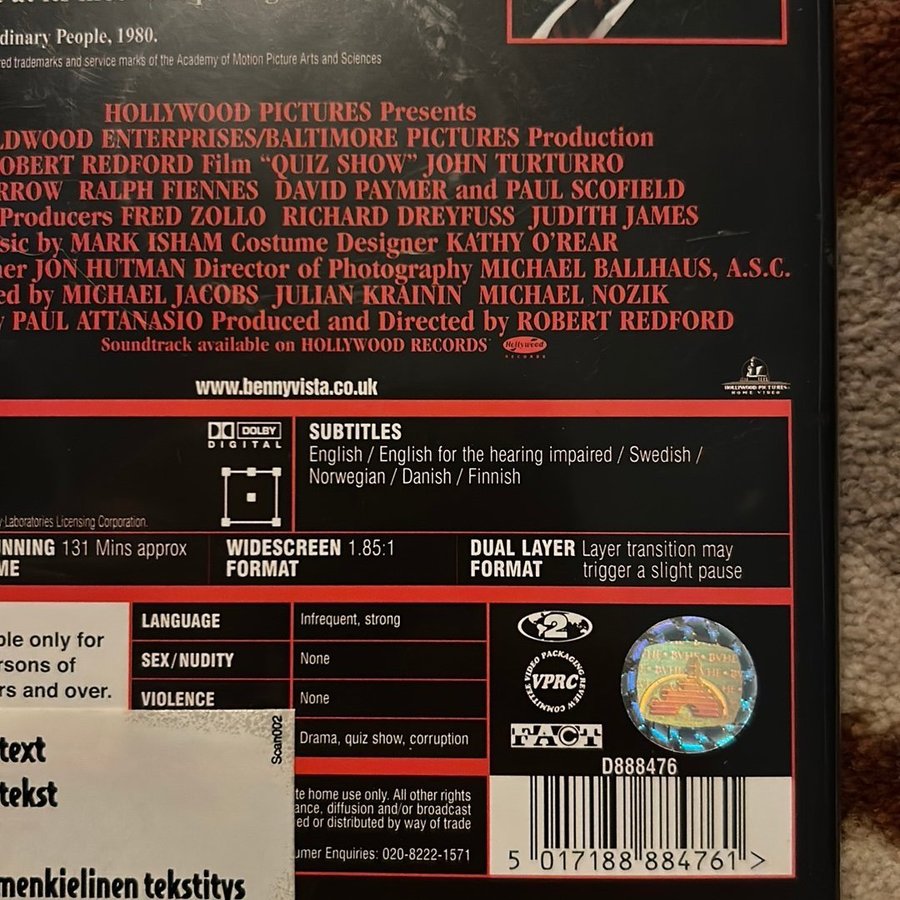 dinary People, 1980.
red trademarks and service marks of the Academy of Motion Picture Arts and Sciences
HOLLYWOOD PICTURES Presents
LDWOOD ENTERPRISES/BALTIMORE PICTURES Production
OBERT REDFORD Film “QUIZ SHOW” JOHN TURTURRO
RROW RALPH FIENNES DAVID PAYMER and PAUL SCOFIELD
Producers FRED ZOLLO RICHARD DREYFUSS JUDITH JAMES
sic by MARK ISHAM Costume Designer KATHY O'REAR
ner JON HUTMAN Director of Photography MICHAEL BALLHAUS, A.S.C.
ed by MICHAEL JACOBS JULIAN KRAININ MICHAEL NOZIK
y PAUL ATTANASIO Produced and Directed by ROBERT REDFORD
Soundtrack available on HOLLYWOOD RECORDS
Hollywood
RECORDS
www.bennyvista.co.uk
HOLLYWOOD PICTURES
HOME VIDEO
DOLBY
DIGITAL
y Laboratories Licensing Corporation.
SUBTITLES
English / English for the hearing impaired / Swedish /
Norwegian / Danish / Finnish
NNING 131 Mins approx
ME
WIDESCREEN 1.85:1
FORMAT
DUAL LAYER Layer transition may
FORMAT trigger a slight pause
ble only for
rsons of
rs and over.
LANGUAGE Infrequent, strong
SEX/NUDITY None
VIOLENCE None
Drama, quiz show, corruption
text
tekst
menkielinen tekstitys
Scan002
te home use only. All other rights
ance, diffusion and/or broadcast
ed or distributed by way of trade
umer Enquiries: 020-8222-1571
2
VIDEO PACKAGING REVIEW COMMITTEE
VPRC
FACT
BVHE
D888476
5 017188 884761 >